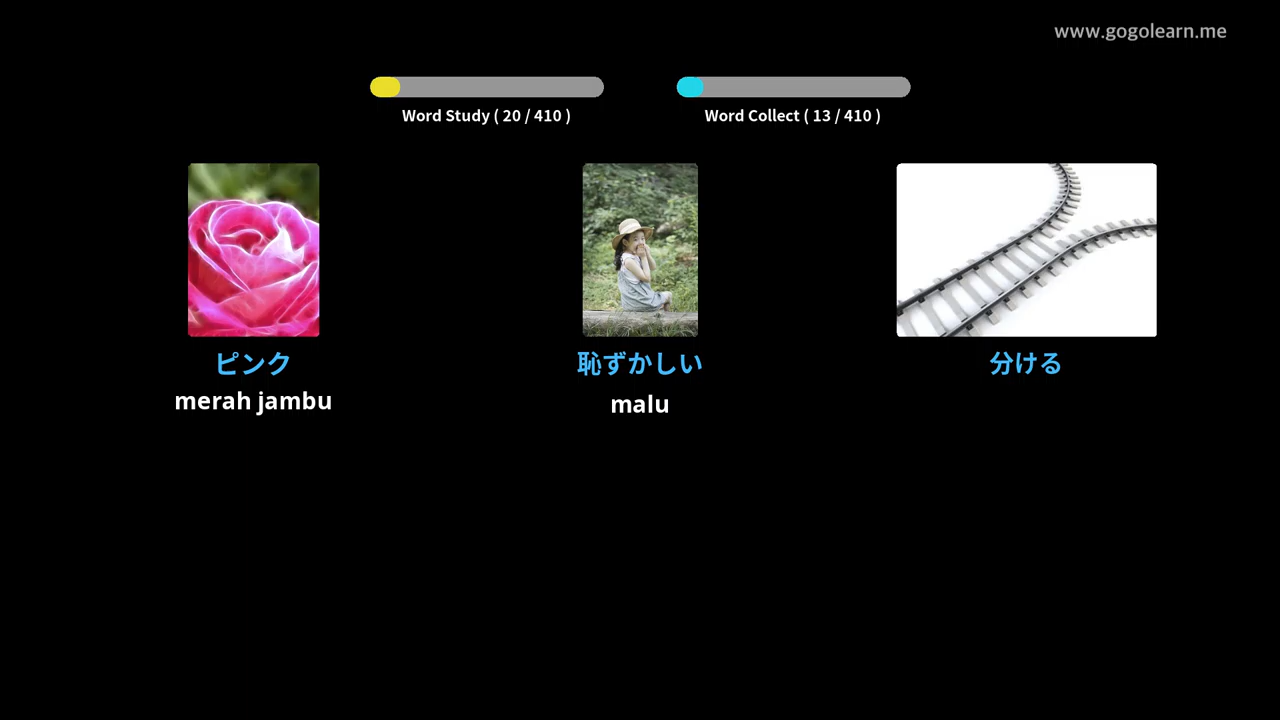 www.gogolearn.me
Word Study ( 20 / 410 )
Word Collect ( 13 / 410 )
ピンク
merah jambu
恥ずかしい
malu
分ける